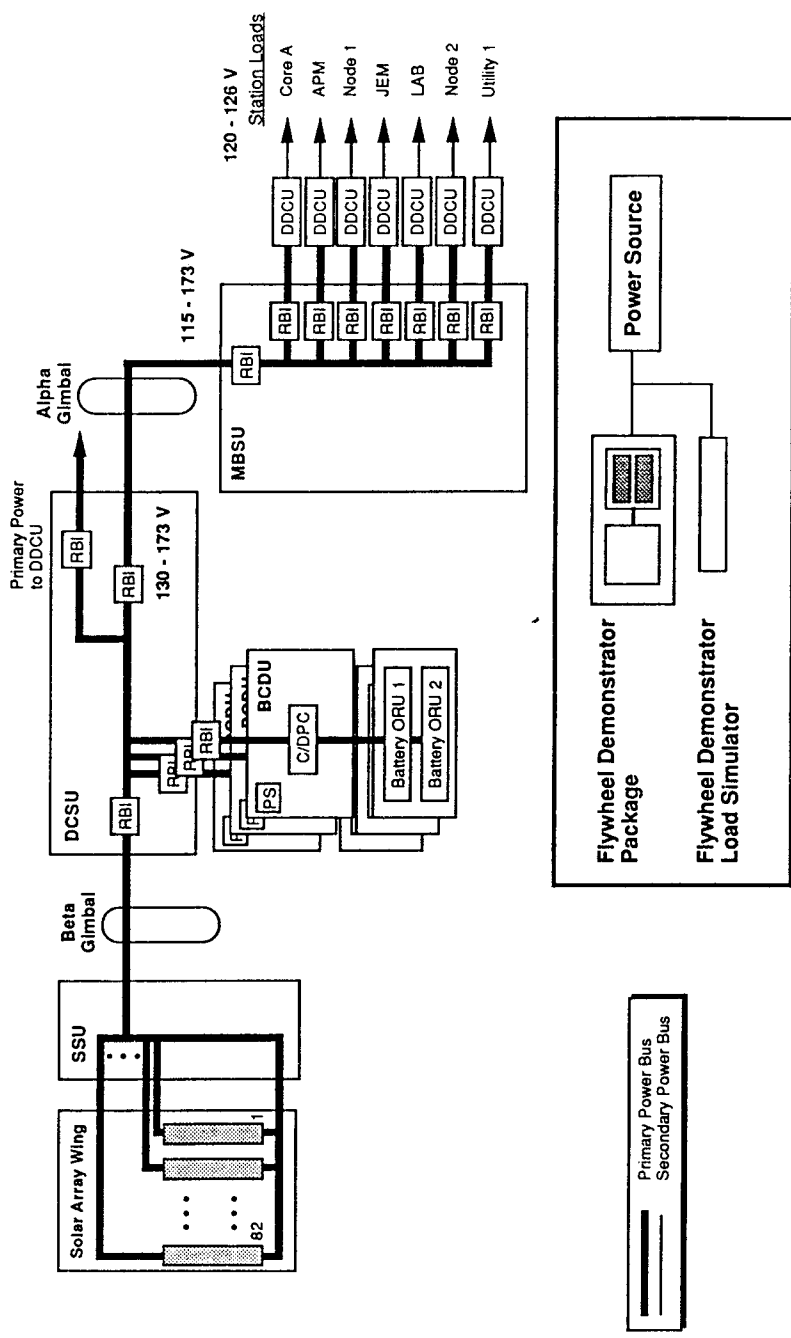 Solar Array Wing
82
1
SSU
Beta
Gimbal
DCSU
RBI
Primary Power
to DDCU
RBI
RBI
130 - 173 V
RBI
RBI
RBI
BCDU
PS
C/DPC
Battery ORU 1
Battery ORU 2
Alpha
Gimbal
115 - 173 V
MBSU
RBI
RBI
RBI
RBI
RBI
RBI
RBI
RBI
DDCU
DDCU
DDCU
DDCU
DDCU
DDCU
DDCU
120 - 126 V
Station Loads
Core A
APM
Node 1
JEM
LAB
Node 2
Utility 1
Primary Power Bus
Secondary Power Bus
Flywheel Demonstrator
Package
Flywheel Demonstrator
Load Simulator
Power Source